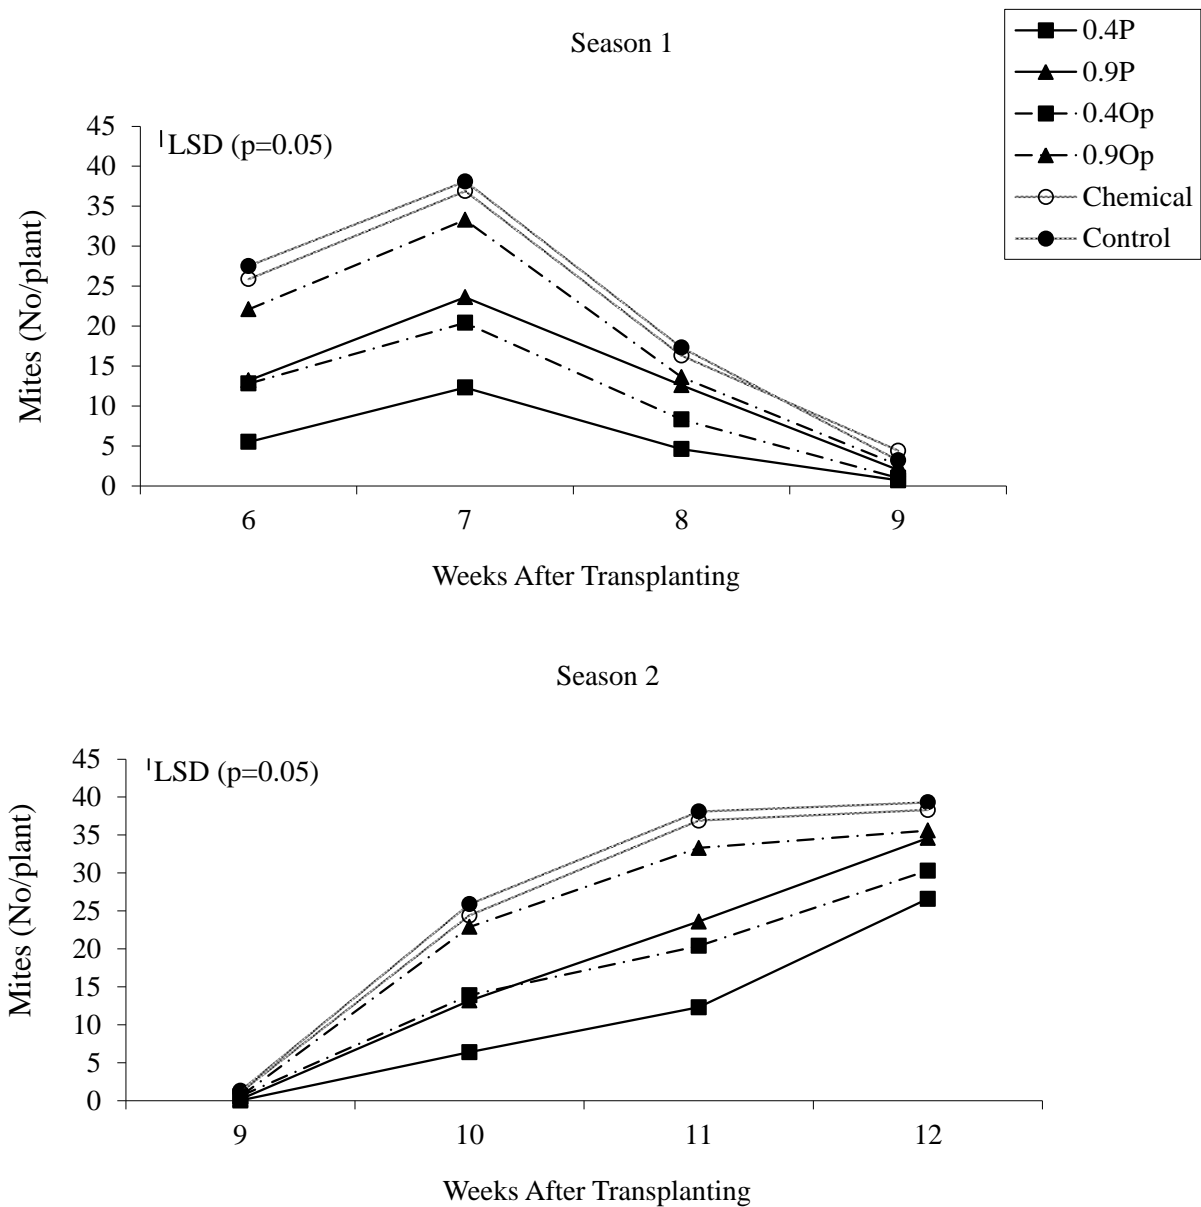 Season 1
0.4P
0.9P
0.4Op
0.9Op
Chemical
Control
LSD (p=0.05)
Mites (No/plant)
45
40
35
30
25
20
15
10
5
0
6 7 8 9
Weeks After Transplanting
Season 2
LSD (p=0.05)
Mites (No/plant)
45
40
35
30
25
20
15
10
5
0
9 10 11 12
Weeks After Transplanting